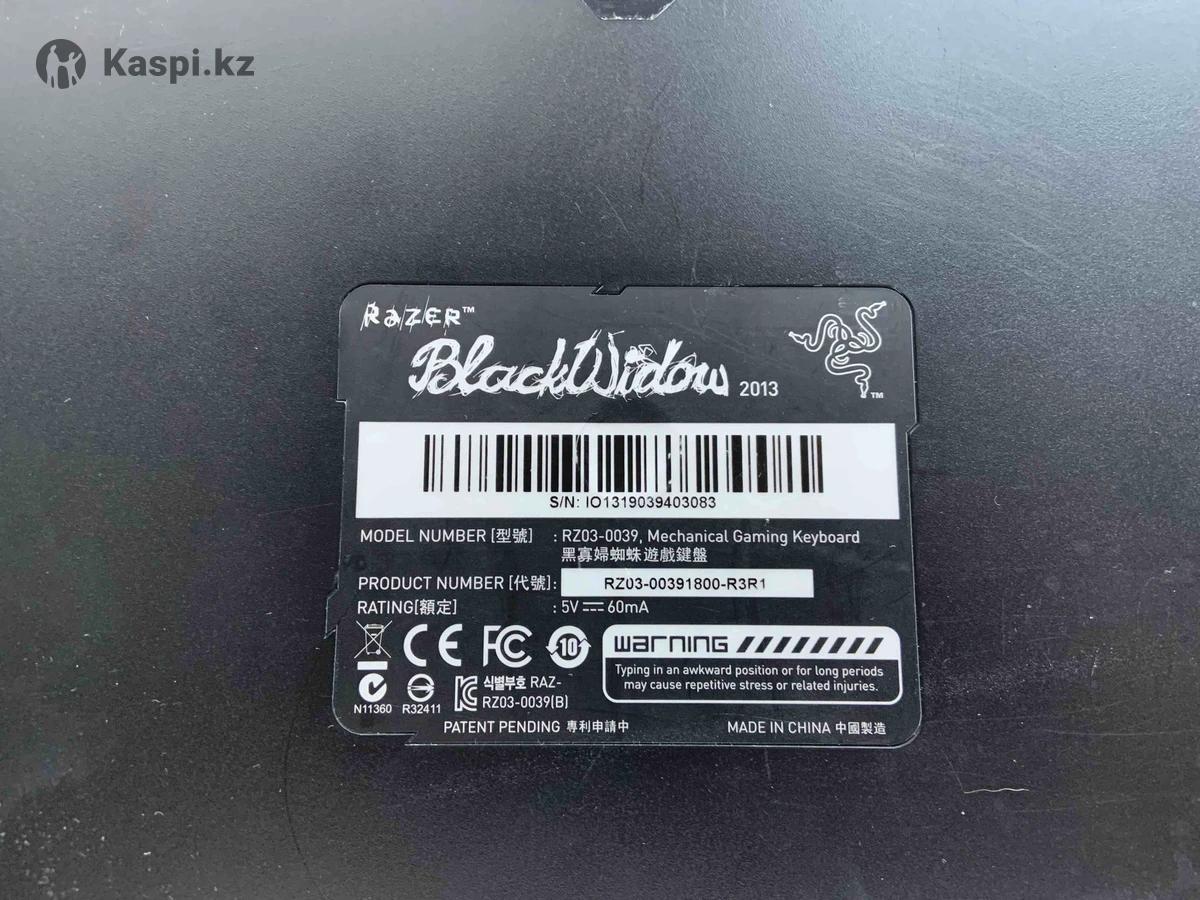 Kaspi.kz
RAZER™
BlackWidow 2013
™
S/N: IO1319039403083
MODEL NUMBER [型號] : RZ03-0039, Mechanical Gaming Keyboard
黑寡婦蜘蛛遊戲鍵盤
PRODUCT NUMBER [代號]: RZ03-00391800-R3R1
RATING[額定] : 5V ⎓ 60mA
CE FC 10
warning
Typing in an awkward position or for long periods
may cause repetitive stress or related injuries.
N11360 R32411
식별부호 RAZ-
RZ03-0039(B)
PATENT PENDING 專利申請中
MADE IN CHINA 中國製造